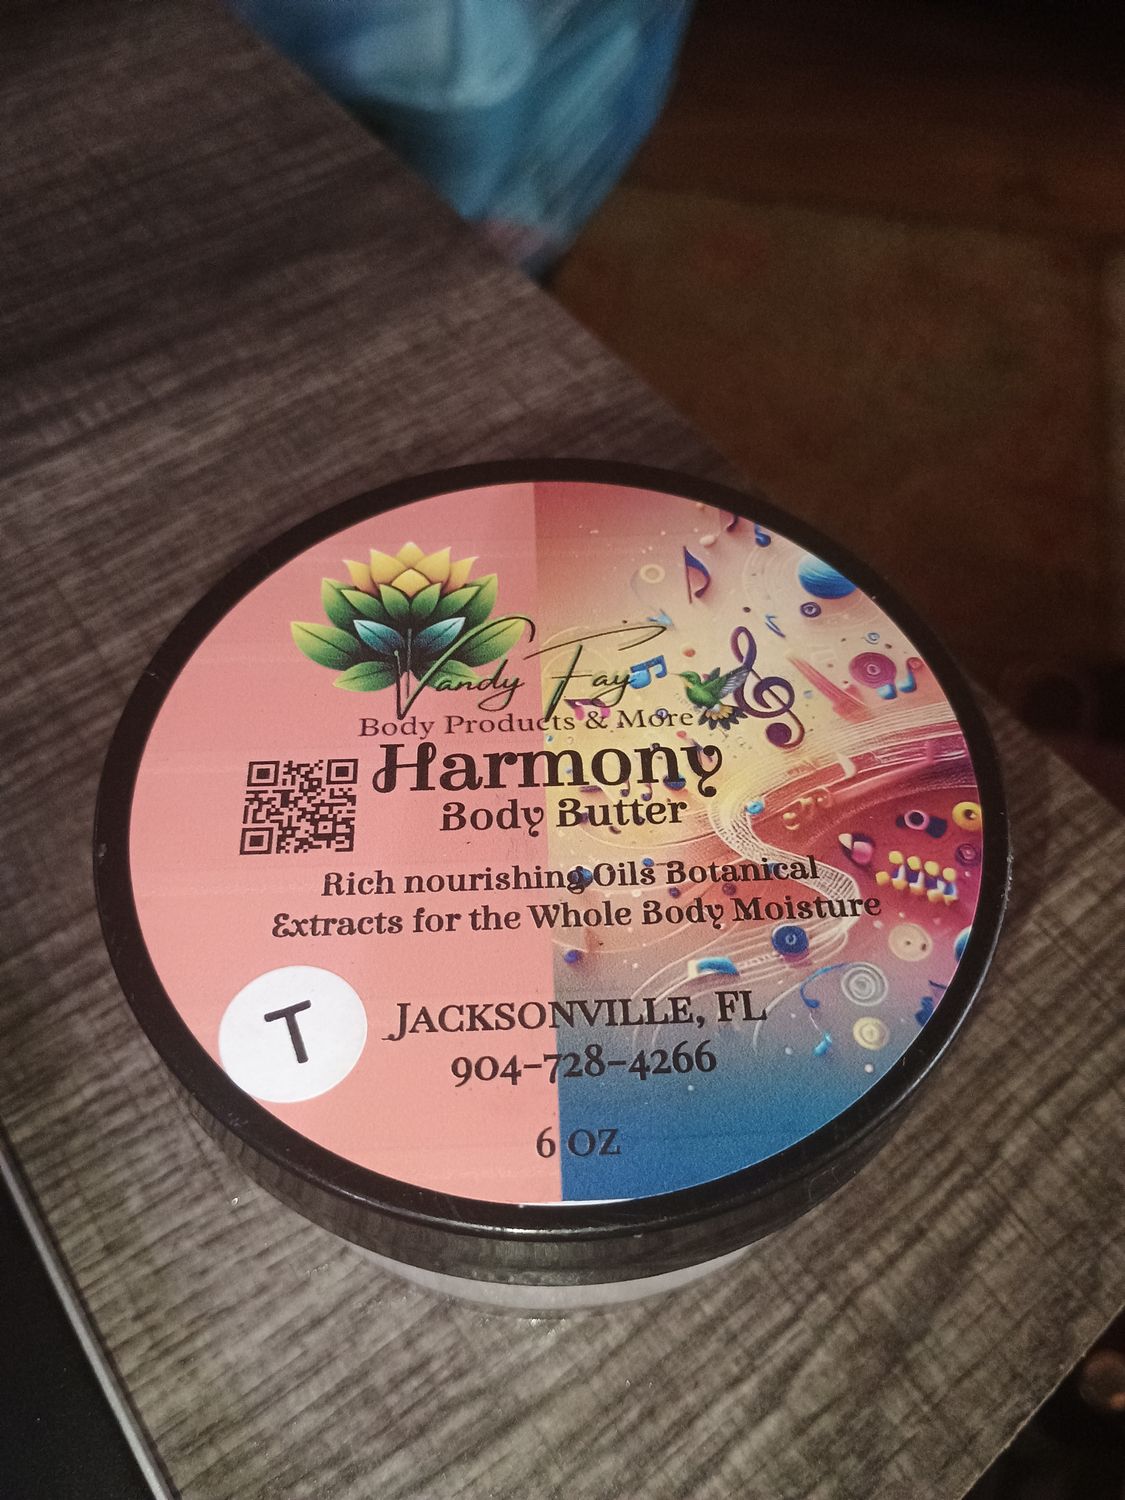 Vandy Fay
Body Products & More
Harmony
Body Butter
Rich nourishing Oils Botanical
Extracts for the Whole Body Moisture
T
JACKSONVILLE, FL
904-728-4266
6 OZ